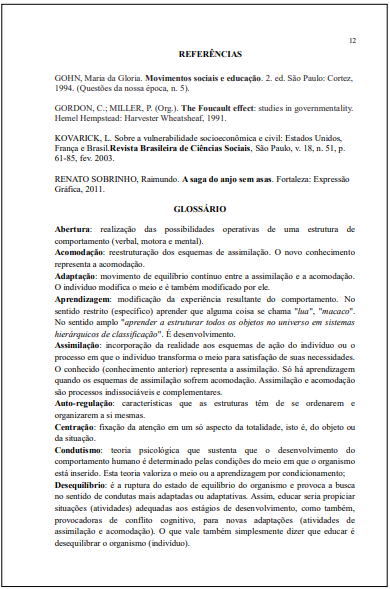 12
REFERÊNCIAS
GOHN, Maria da Gloria. Movimentos sociais e educação. 2. ed. São Paulo: Cortez,
1994. (Questões da nossa época, n. 5).
GORDON, C.; MILLER, P. (Org.). The Foucault effect: studies in governmentality.
Hemel Hempstead: Harvester Wheatsheaf, 1991.
KOVARICK, L. Sobre a vulnerabilidade socioeconômica e civil: Estados Unidos,
França e Brasil.Revista Brasileira de Ciências Sociais, São Paulo, v. 18, n. 51, p.
61-85, fev. 2003.
RENATO SOBRINHO, Raimundo. A saga do anjo sem asas. Fortaleza: Expressão
Gráfica, 2011.
GLOSSÁRIO
Abertura: realização das possibilidades operativas de uma estrutura de
comportamento (verbal, motora e mental).
Acomodação: reestruturação dos esquemas de assimilação. O novo conhecimento
representa a acomodação.
Adaptação: movimento de equilíbrio contínuo entre a assimilação e a acomodação.
O indivíduo modifica o meio e é também modificado por ele.
Aprendizagem: modificação da experiência resultante do comportamento. No
sentido restrito (específico) aprender que alguma coisa se chama "lua", "macaco".
No sentido amplo "aprender a estruturar todos os objetos no universo em sistemas
hierárquicos de classificação". É desenvolvimento.
Assimilação: incorporação da realidade aos esquemas de ação do indivíduo ou o
processo em que o indivíduo transforma o meio para satisfação de suas necessidades.
O conhecido (conhecimento anterior) representa a assimilação. Só há aprendizagem
quando os esquemas de assimilação sofrem acomodação. Assimilação e acomodação
são processos indissociáveis e complementares.
Auto-regulação: características que as estruturas têm de se ordenarem e
organizarem a si mesmas.
Centração: fixação da atenção em um só aspecto da totalidade, isto é, do objeto ou
da situação.
Condutismo: teoria psicológica que sustenta que o desenvolvimento do
comportamento humano é determinado pelas condições do meio em que o organismo
está inserido. Esta teoria valoriza o meio ou a aprendizagem por condicionamento;
Desequilíbrio: é a ruptura do estado de equilíbrio do organismo e provoca a busca
no sentido de condutas mais adaptadas ou adaptativas. Assim, educar seria propiciar
situações (atividades) adequadas aos estágios de desenvolvimento, como também,
provocadoras de conflito cognitivo, para novas adaptações (atividades de
assimilação e acomodação). O que vale também simplesmente dizer que educar é
desequilibrar o organismo (indivíduo).